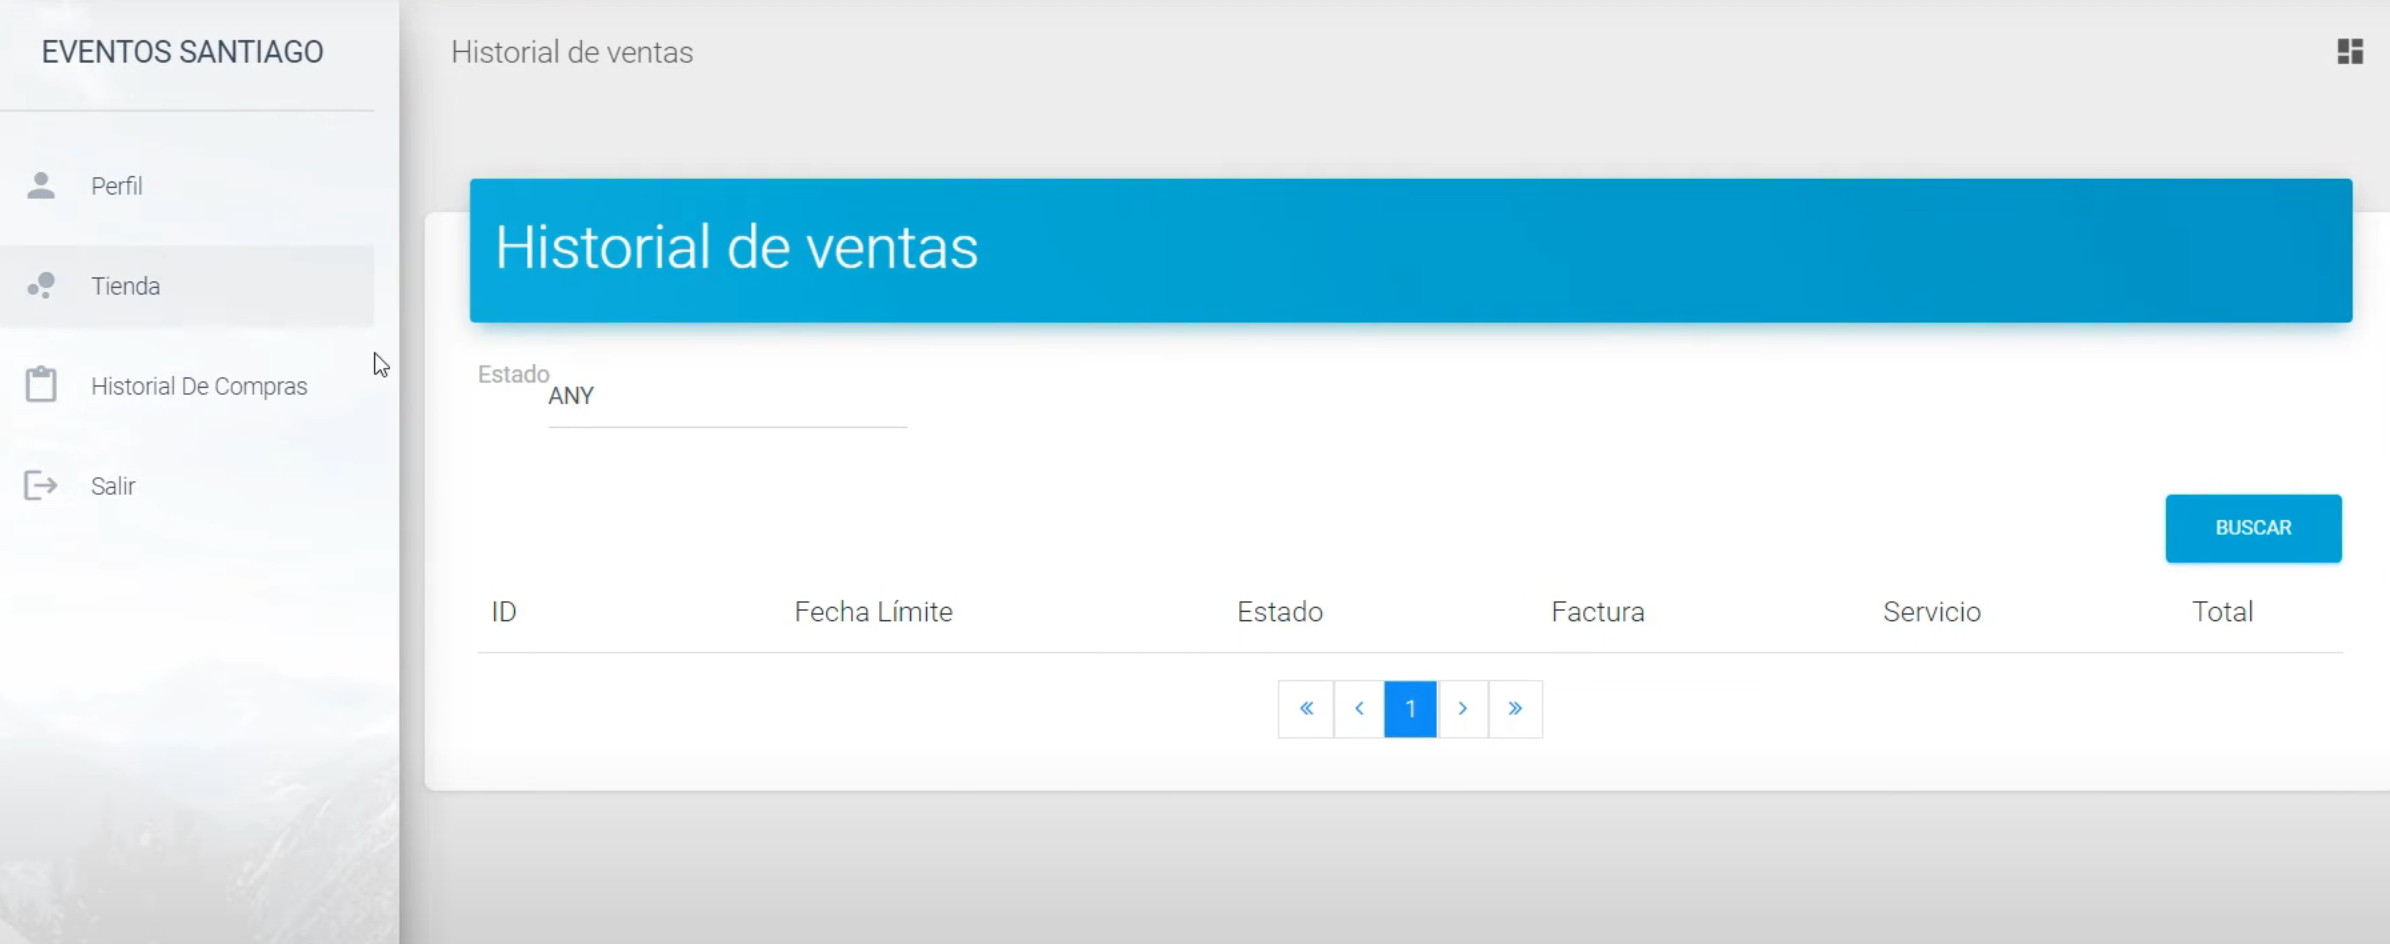 EVENTOS SANTIAGO
Perfil
Tienda
Historial De Compras
Salir
Historial de ventas
Historial de ventas
Estado
ANY
BUSCAR
ID Fecha Límite Estado Factura Servicio Total
« ‹ 1 › »